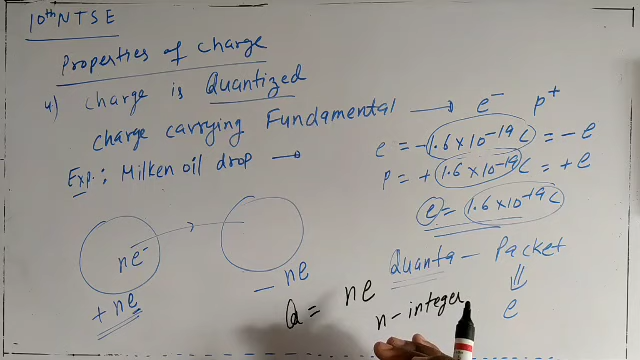 10th NTSE
Properties of charge
4) charge is Quantized
charge carrying Fundamental → e⁻ p⁺
Exp: Milken oil drop →
e = -1.6×10⁻¹⁹C = -e
p = +1.6×10⁻¹⁹C = +e
e = 1.6×10⁻¹⁹C
ne⁻
+ne
-ne
Quanta - Packet
⇓
e
Q = ne
n-integer